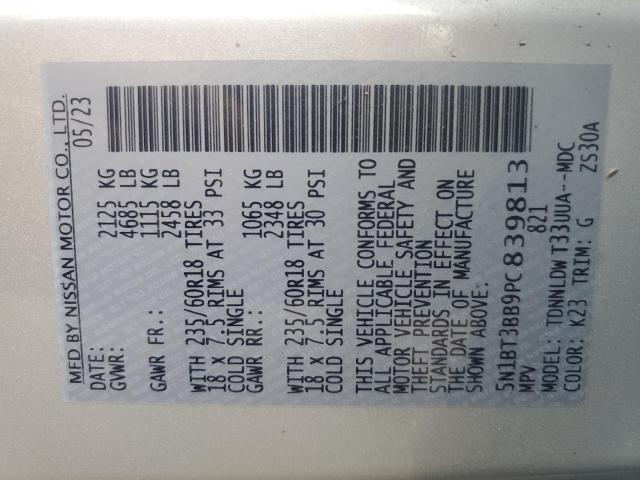 MFD BY NISSAN MOTOR CO., LTD.
DATE: 05/23
GVWR: 2125 KG
4685 LB
GAWR FR.: 1115 KG
2458 LB
WITH 235/60R18 TIRES
18 X 7.5 RIMS AT 33 PSI
COLD SINGLE
GAWR RR.: 1065 KG
2348 LB
WITH 235/60R18 TIRES
18 X 7.5 RIMS AT 30 PSI
COLD SINGLE
THIS VEHICLE CONFORMS TO
ALL APPLICABLE FEDERAL
MOTOR VEHICLE SAFETY AND
THEFT PREVENTION
STANDARDS IN EFFECT ON
THE DATE OF MANUFACTURE
SHOWN ABOVE:
5N1BT3BB9PC839813
MPV 821
MODEL: TDNNLDWT33UUA--MDC
COLOR: K23 TRIM: G ZS30A